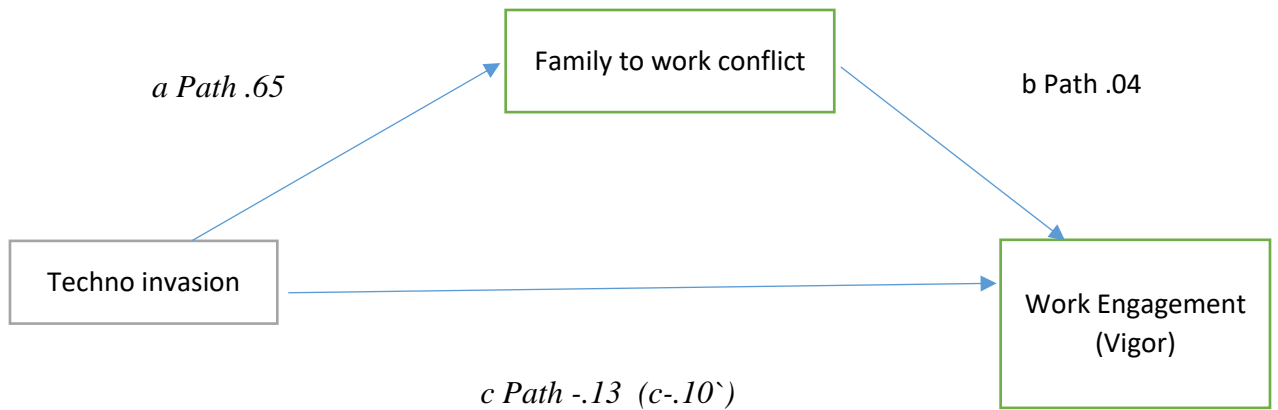 Family to work conflict
a Path .65
b Path .04
Techno invasion
Work Engagement
(Vigor)
c Path -.13 (c-.10`)